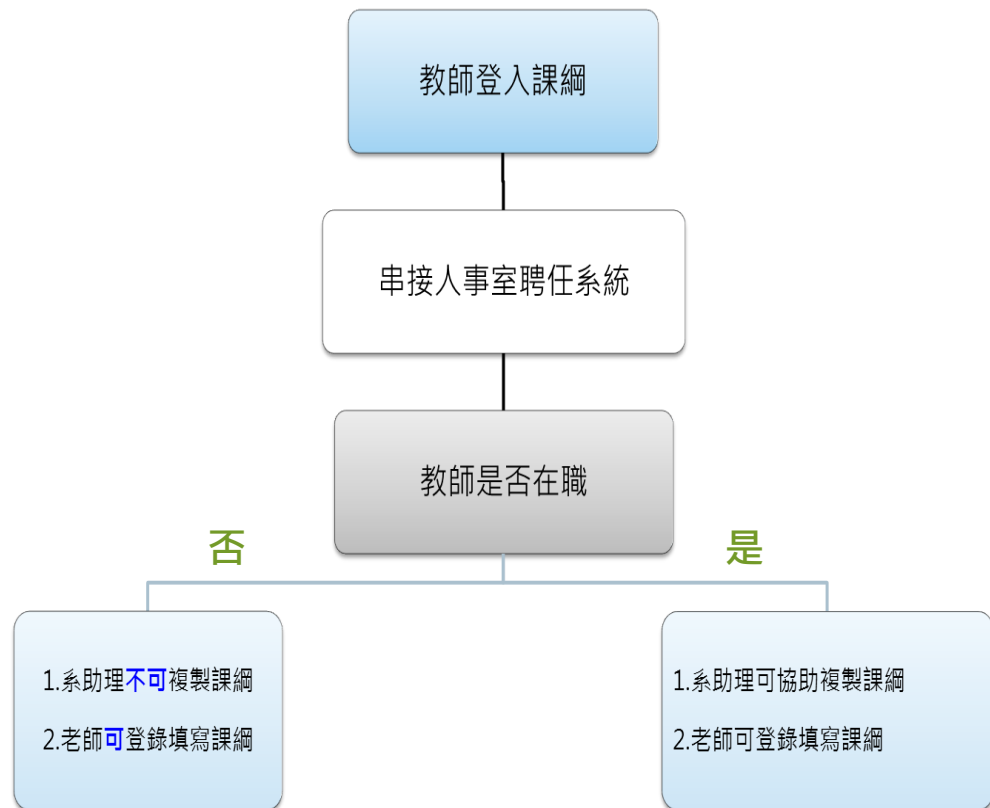 教師登入課綱
串接人事室聘任系統
教師是否在職
否
是
1.系助理不可複製課綱
2.老師可登錄填寫課綱
1.系助理可協助複製課綱
2.老師可登錄填寫課綱